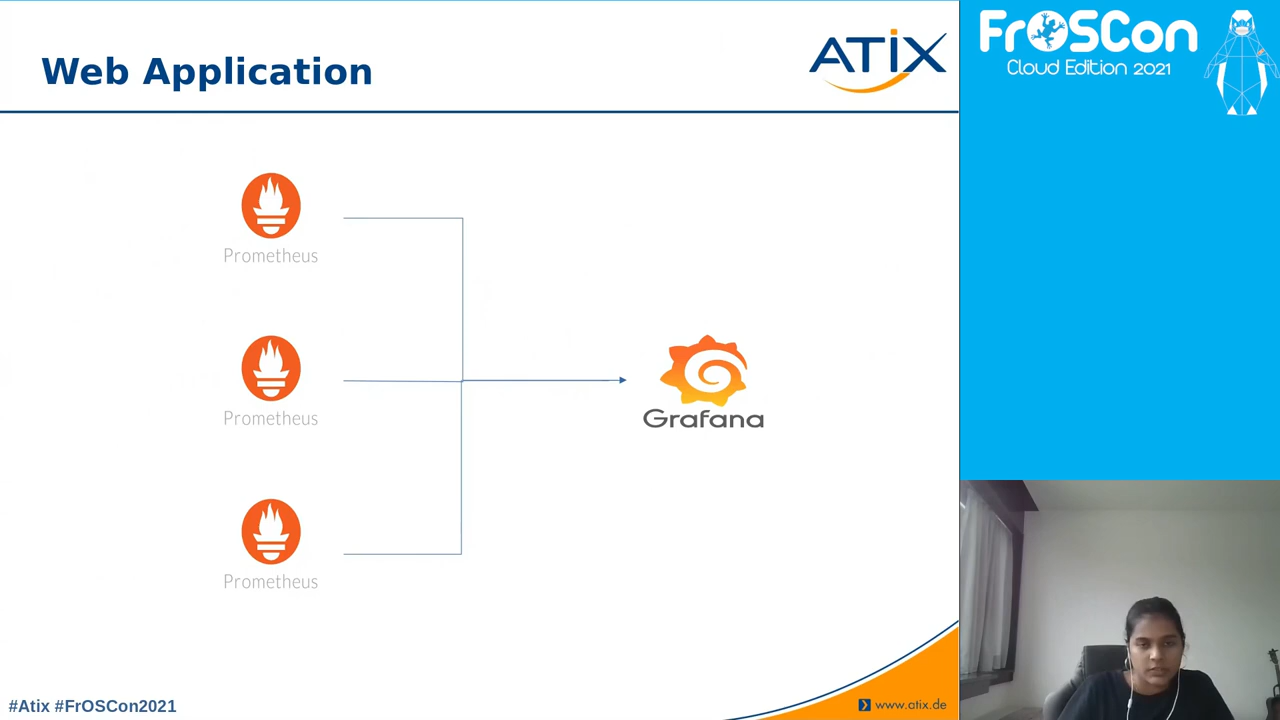 Web Application
ATIX
FrOSCon
Cloud Edition 2021
Prometheus
Prometheus
Grafana
Prometheus
#Atix #FrOSCon2021
www.atix.de